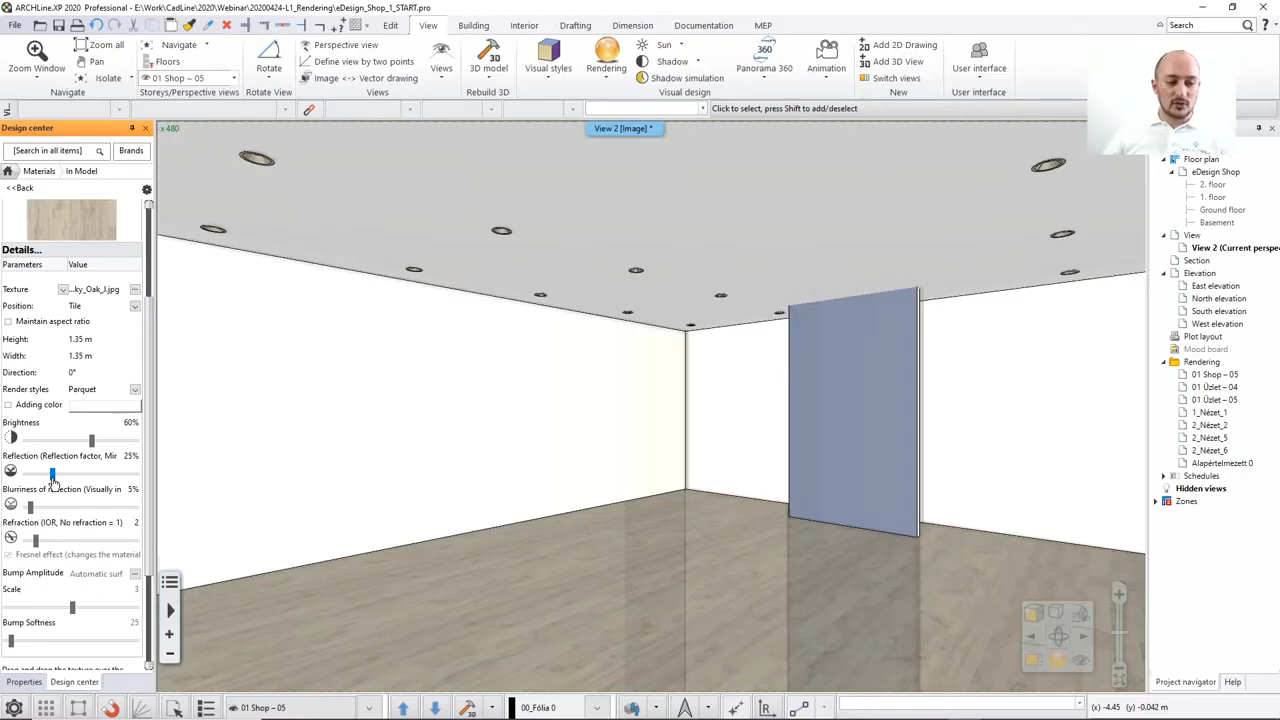 ARCHLine.XP 2020 Professional - E:\Work\CadLine\Webinar\20200424-L1_Rendering\eDesign_Shop_1_START.pro
File Edit View Building Interior Drafting Dimension Documentation MEP Search
Zoom Window
Zoom all
Pan
Isolate
Navigate
Navigate
Floors
01 Shop – 05
Storeys/Perspective views
Rotate
Rotate View
Perspective view
Define view by two points
Image <-> Vector drawing
Views
Views
3D model
Rebuild 3D
Visual styles
Rendering
Sun
Shadow
Shadow simulation
Panorama 360
Animation
Visual design
Add 2D Drawing
Add 3D View
Switch views
New
User interface
User interface
Click to select, press Shift to add/deselect
Design center
[Search in all items] Brands
Materials In Model
<<Back
Details...
Parameters Value
Texture ...ky_Oak_J.jpg
Position: Tile
Maintain aspect ratio
Height: 1.35 m
Width: 1.35 m
Direction: 0°
Render styles Parquet
Adding color
Brightness 60%
Reflection (Reflection factor, Mir 25%
Blurriness of reflection (Visually in 5%
Refraction (IOR, No refraction = 1) 2
Fresnel effect (changes the material
Bump Amplitude Automatic surf
Scale 3
Bump Softness 25
Properties Design center
x 480
View 2 [Image] *
Floor plan
eDesign Shop
2. floor
1. floor
Ground floor
Basement
View
View 2 (Current perspe
Section
Elevation
East elevation
North elevation
South elevation
West elevation
Plot layout
Mood board
Rendering
01 Shop – 05
01 Üzlet – 04
01 Üzlet – 05
1_Nézet_1
2_Nézet_2
2_Nézet_5
2_Nézet_6
Alapértelmezett 0
Schedules
Hidden views
Zones
Project navigator Help
01 Shop – 05
00_Fólia 0
(x) -4.45 (y) -0.042 m